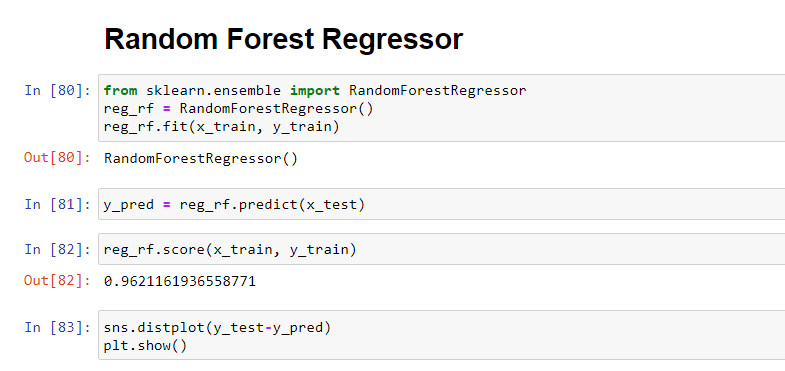 Random Forest Regressor
In [80]: from sklearn.ensemble import RandomForestRegressor
reg_rf = RandomForestRegressor()
reg_rf.fit(x_train, y_train)
Out[80]: RandomForestRegressor()
In [81]: y_pred = reg_rf.predict(x_test)
In [82]: reg_rf.score(x_train, y_train)
Out[82]: 0.9621161936558771
In [83]: sns.distplot(y_test-y_pred)
plt.show()